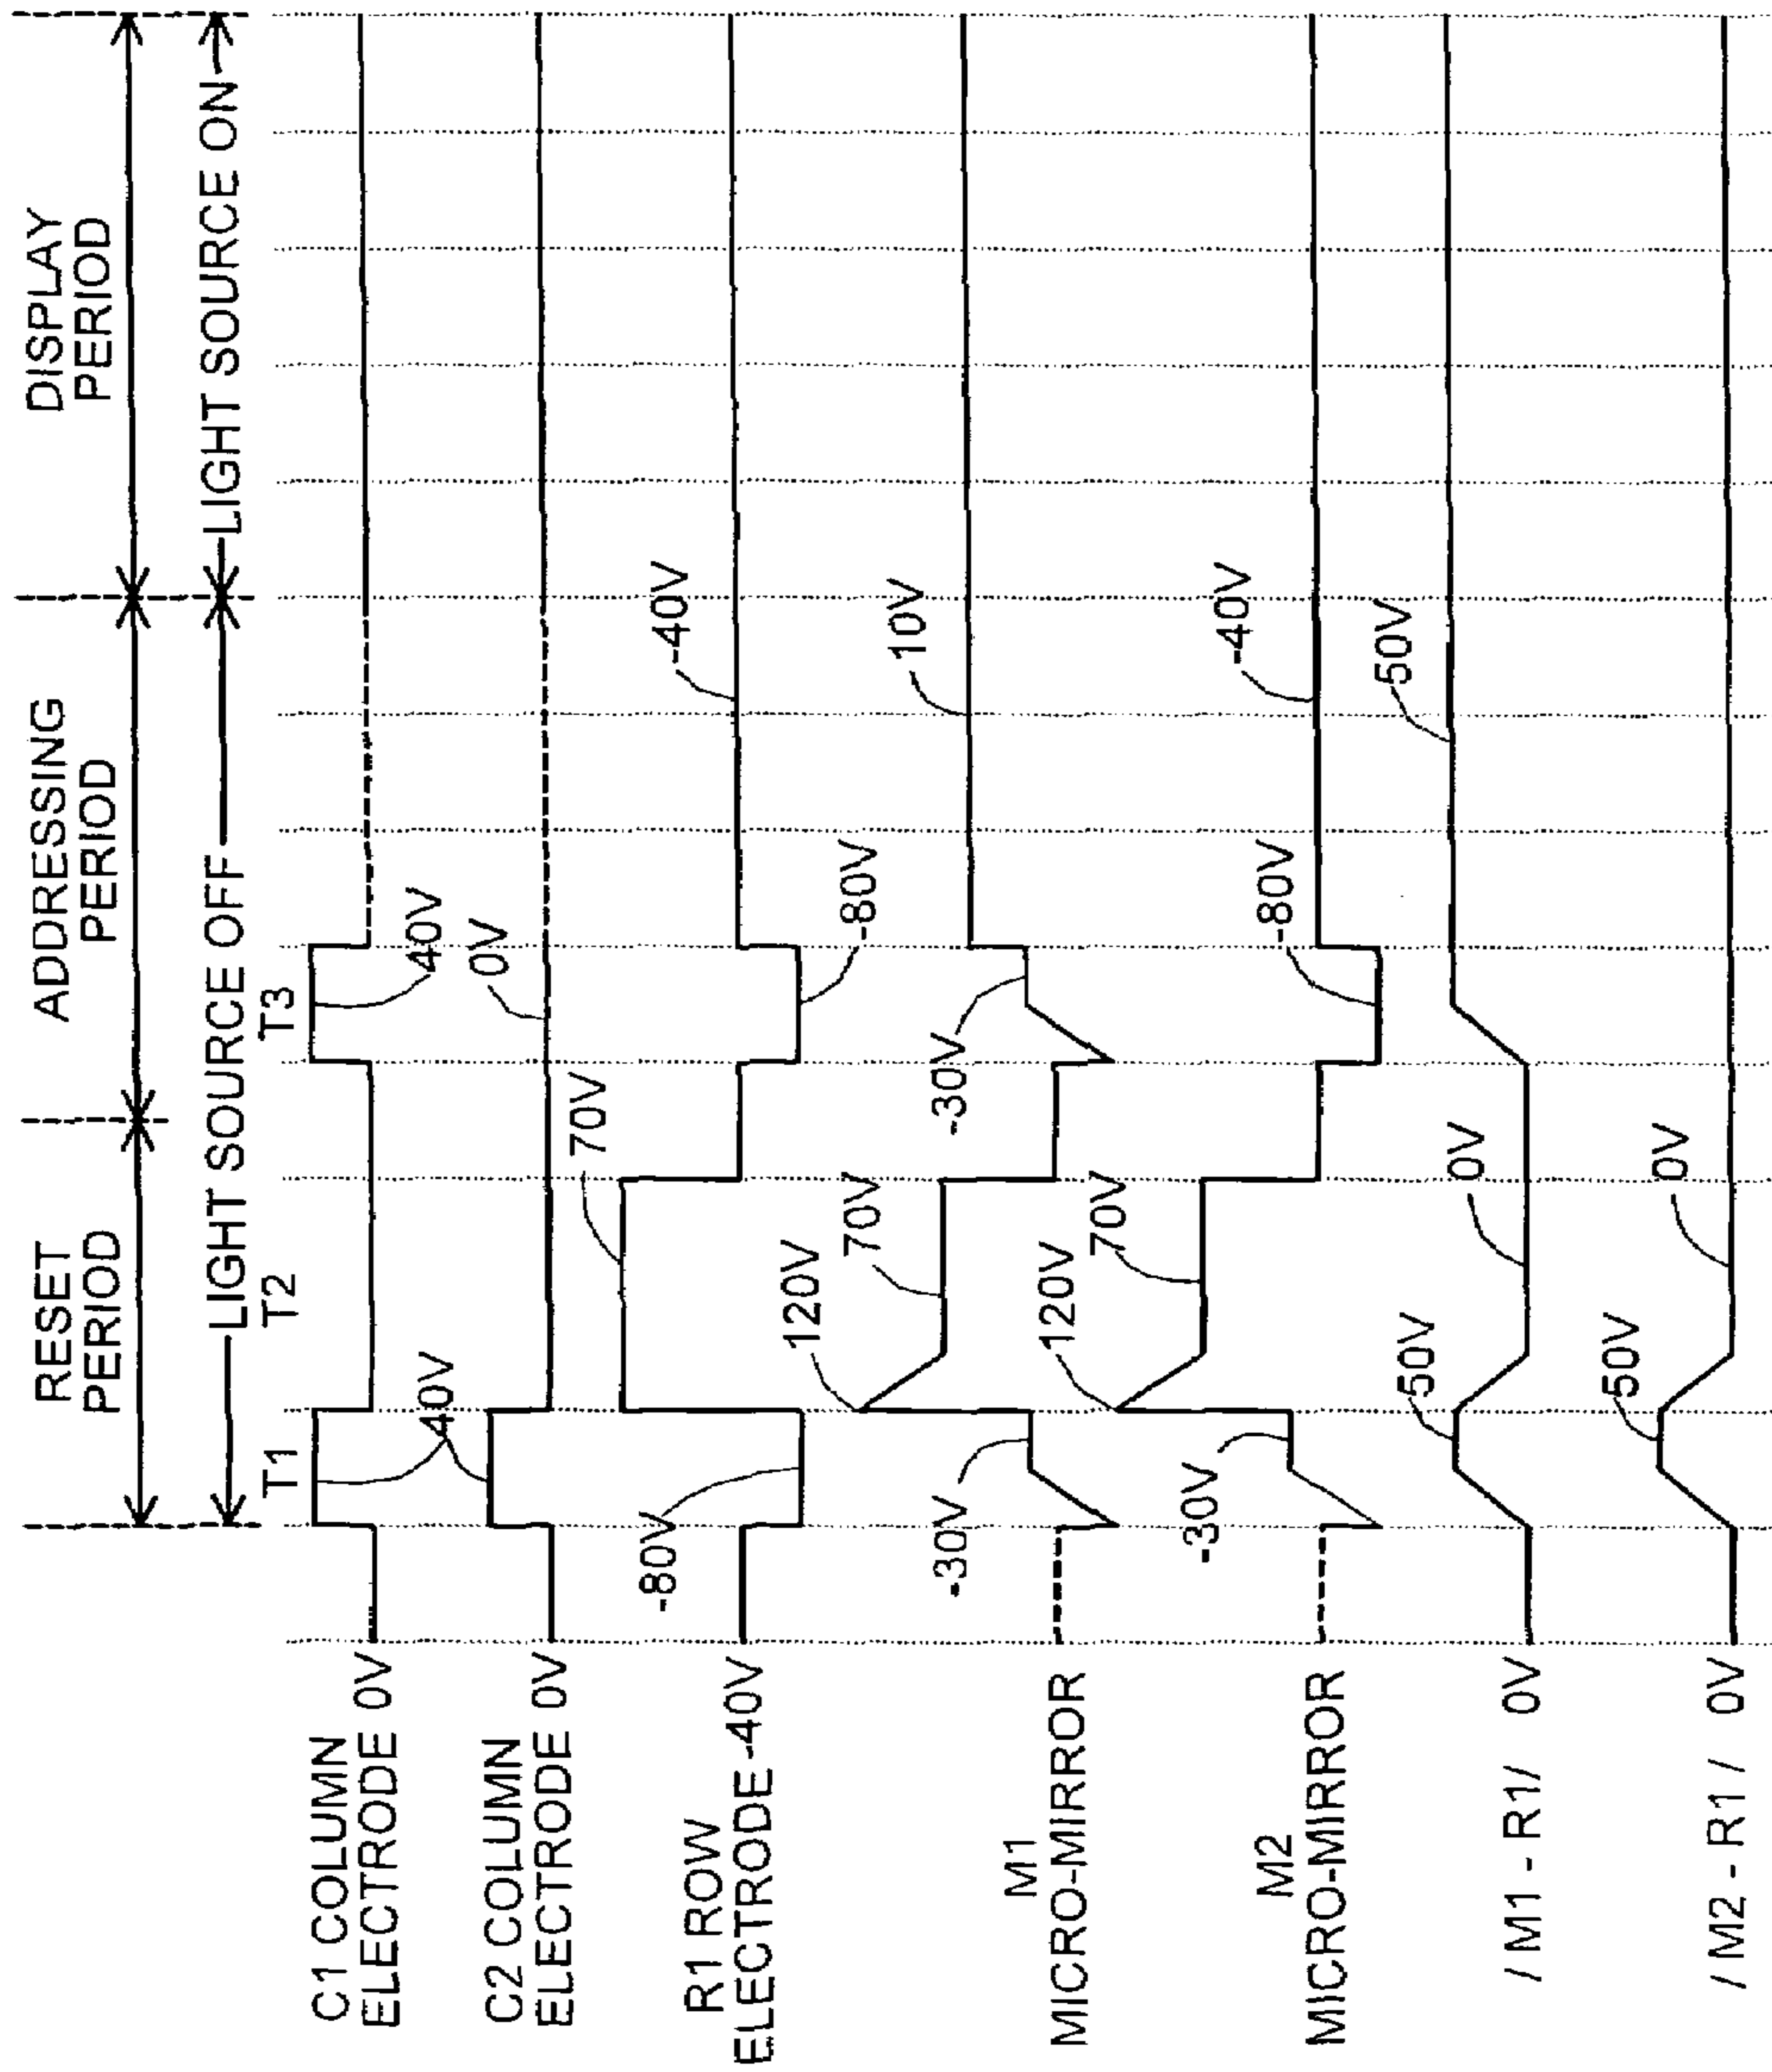 RESET
PERIOD
ADDRESSING
PERIOD
DISPLAY
PERIOD
LIGHT SOURCE OFF
LIGHT SOURCE ON
T1
T2
T3
C1 COLUMN
ELECTRODE 0V
40V
40V
C2 COLUMN
ELECTRODE 0V
0V
R1 ROW
ELECTRODE -40V
-80V
70V
-80V
-40V
M1
MICRO-MIRROR
-30V
120V
70V
-30V
10V
M2
MICRO-MIRROR
-30V
120V
70V
-80V
-40V
/ M1 - R1/ 0V
50V
0V
50V
/ M2 - R1 / 0V
50V
0V